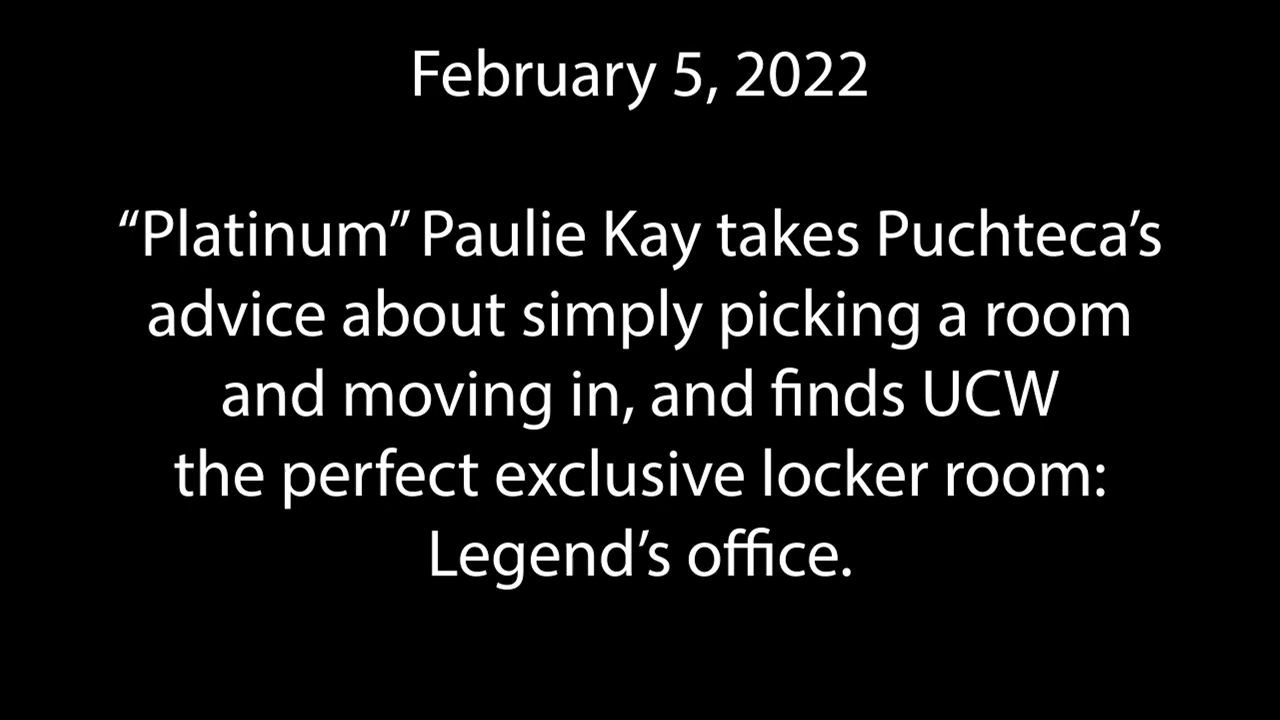 February 5, 2022
“Platinum” Paulie Kay takes Puchteca’s
advice about simply picking a room
and moving in, and finds UCW
the perfect exclusive locker room:
Legend’s office.